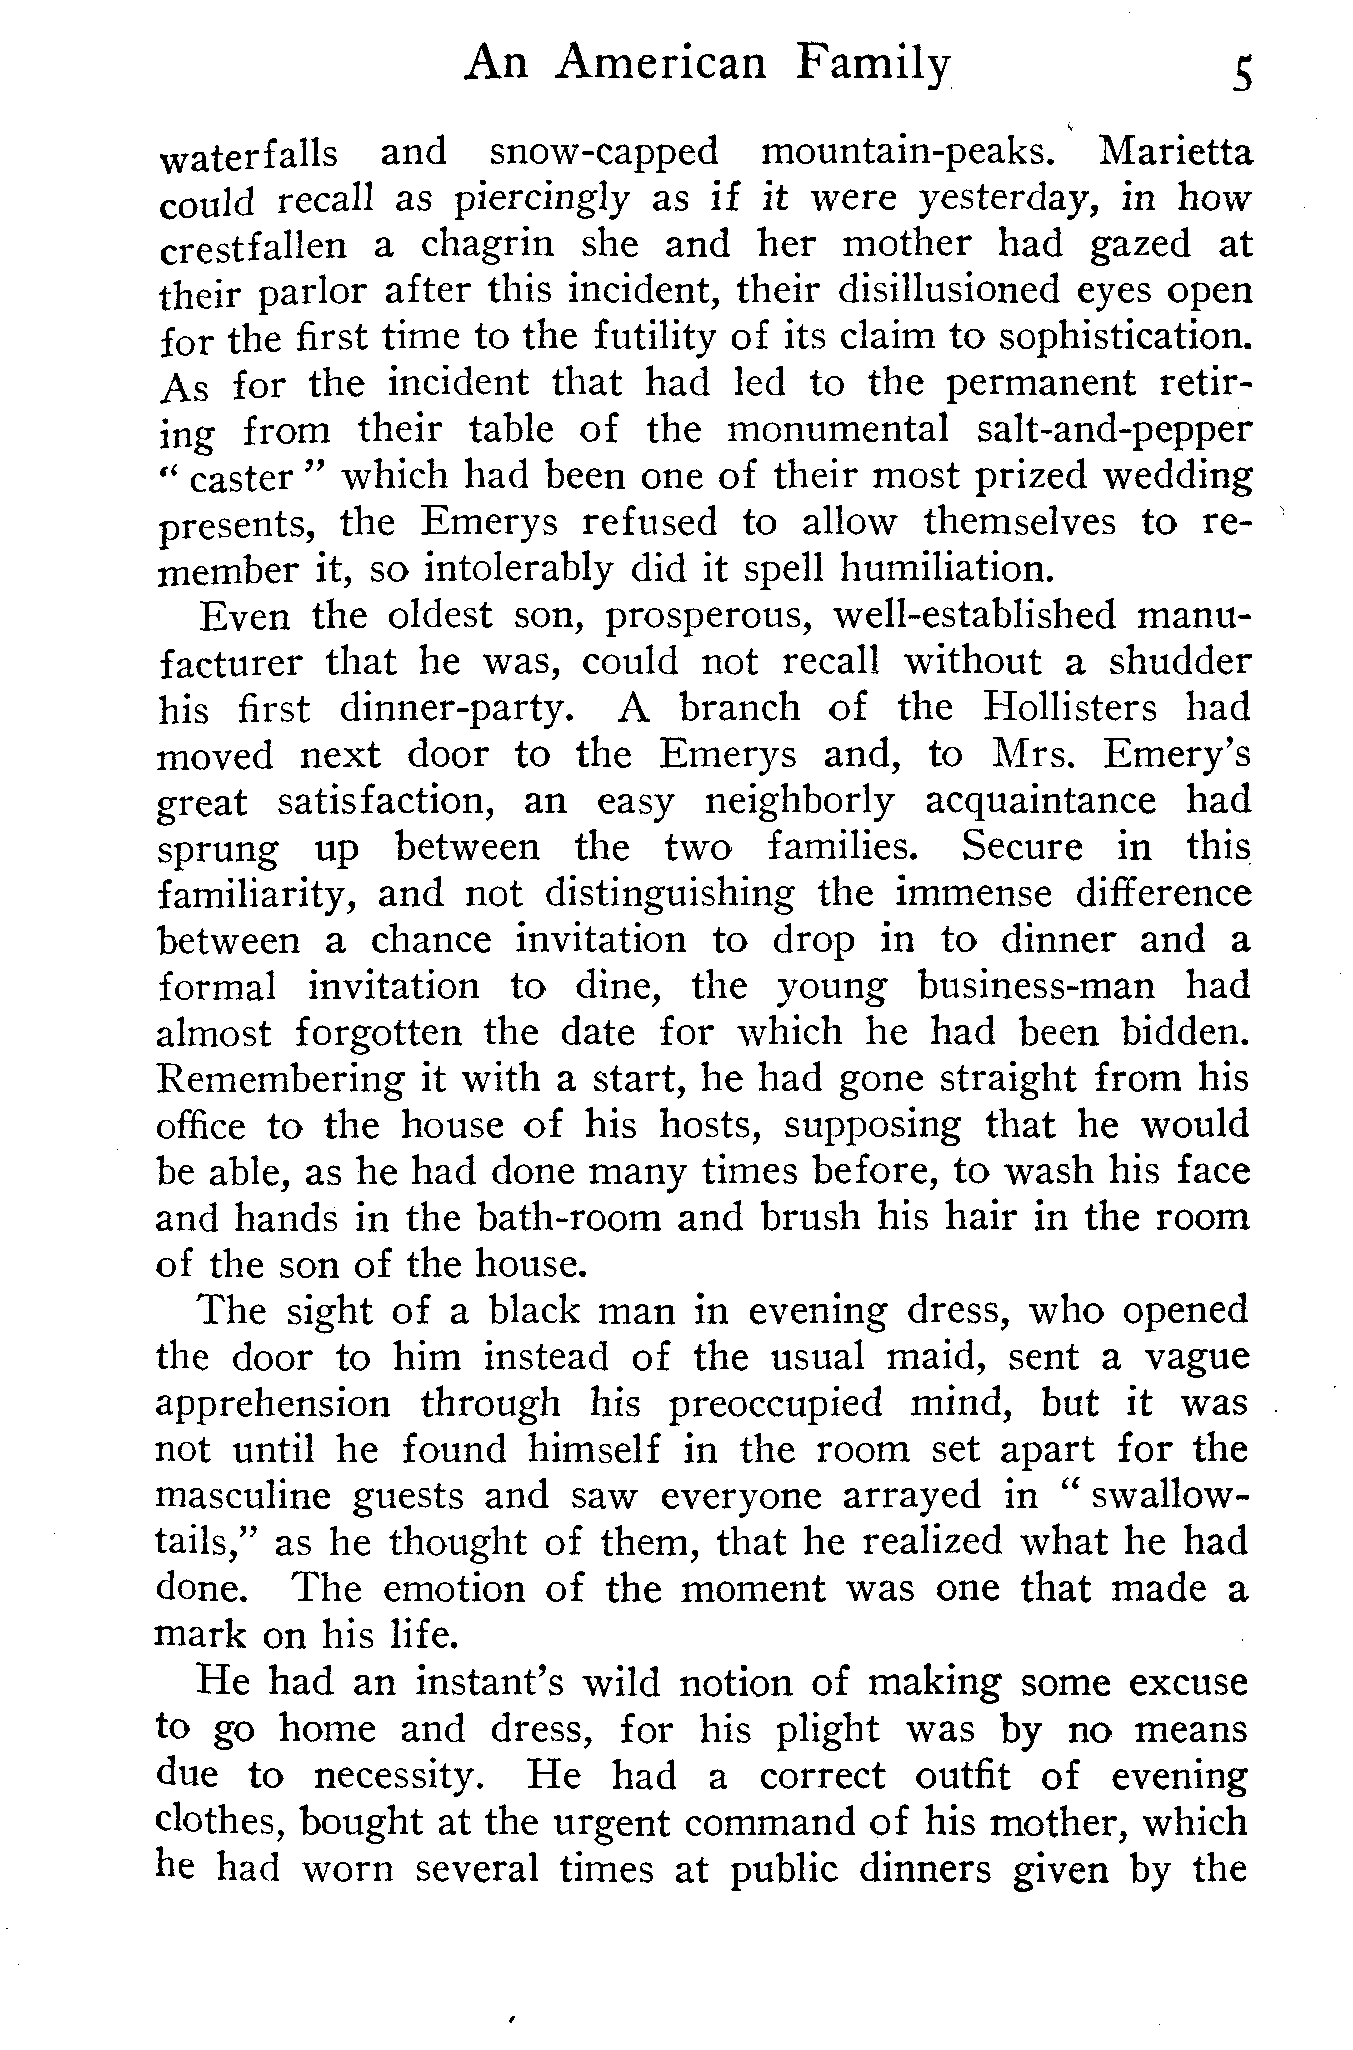 An American Family 5
waterfalls and snow-capped mountain-peaks. Marietta
could recall as piercingly as if it were yesterday, in how
crestfallen a chagrin she and her mother had gazed at
their parlor after this incident, their disillusioned eyes open
for the first time to the futility of its claim to sophistication.
As for the incident that had led to the permanent retir-
ing from their table of the monumental salt-and-pepper
“ caster ” which had been one of their most prized wedding
presents, the Emerys refused to allow themselves to re-
member it, so intolerably did it spell humiliation.
Even the oldest son, prosperous, well-established manu-
facturer that he was, could not recall without a shudder
his first dinner-party. A branch of the Hollisters had
moved next door to the Emerys and, to Mrs. Emery’s
great satisfaction, an easy neighborly acquaintance had
sprung up between the two families. Secure in this
familiarity, and not distinguishing the immense difference
between a chance invitation to drop in to dinner and a
formal invitation to dine, the young business-man had
almost forgotten the date for which he had been bidden.
Remembering it with a start, he had gone straight from his
office to the house of his hosts, supposing that he would
be able, as he had done many times before, to wash his face
and hands in the bath-room and brush his hair in the room
of the son of the house.
The sight of a black man in evening dress, who opened
the door to him instead of the usual maid, sent a vague
apprehension through his preoccupied mind, but it was
not until he found himself in the room set apart for the
masculine guests and saw everyone arrayed in “ swallow-
tails,” as he thought of them, that he realized what he had
done. The emotion of the moment was one that made a
mark on his life.
He had an instant’s wild notion of making some excuse
to go home and dress, for his plight was by no means
due to necessity. He had a correct outfit of evening
clothes, bought at the urgent command of his mother, which
he had worn several times at public dinners given by the